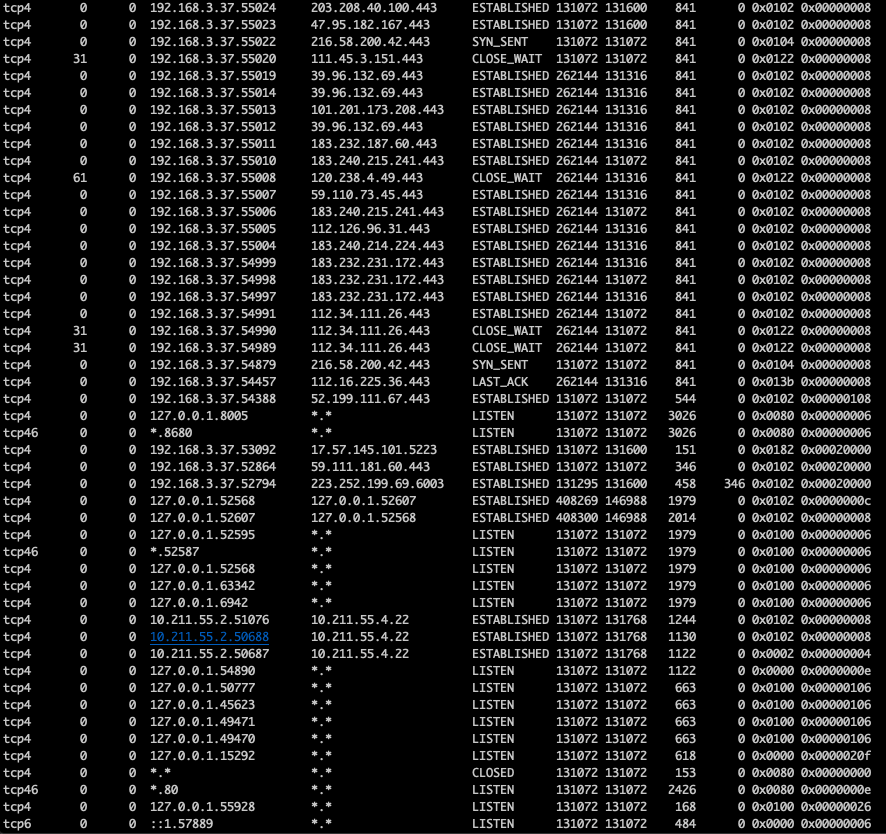 tcp4 0 0 192.168.3.37.55024 203.208.40.100.443 ESTABLISHED 131072 131600 841 0 0x0102 0x00000008
tcp4 0 0 192.168.3.37.55023 47.95.182.167.443 ESTABLISHED 131072 131600 841 0 0x0102 0x00000008
tcp4 0 0 192.168.3.37.55022 216.58.200.42.443 SYN_SENT 131072 131072 841 0 0x0104 0x00000008
tcp4 31 0 192.168.3.37.55020 111.45.3.151.443 CLOSE_WAIT 131072 131072 841 0 0x0122 0x00000008
tcp4 0 0 192.168.3.37.55019 39.96.132.69.443 ESTABLISHED 262144 131316 841 0 0x0102 0x00000008
tcp4 0 0 192.168.3.37.55014 39.96.132.69.443 ESTABLISHED 262144 131316 841 0 0x0102 0x00000008
tcp4 0 0 192.168.3.37.55013 101.201.173.208.443 ESTABLISHED 262144 131316 841 0 0x0102 0x00000008
tcp4 0 0 192.168.3.37.55012 39.96.132.69.443 ESTABLISHED 262144 131316 841 0 0x0102 0x00000008
tcp4 0 0 192.168.3.37.55011 183.232.187.60.443 ESTABLISHED 262144 131316 841 0 0x0102 0x00000008
tcp4 0 0 192.168.3.37.55010 183.240.215.241.443 ESTABLISHED 262144 131072 841 0 0x0102 0x00000008
tcp4 61 0 192.168.3.37.55008 120.238.4.49.443 CLOSE_WAIT 262144 131316 841 0 0x0122 0x00000008
tcp4 0 0 192.168.3.37.55007 59.110.73.45.443 ESTABLISHED 262144 131316 841 0 0x0102 0x00000008
tcp4 0 0 192.168.3.37.55006 183.240.215.241.443 ESTABLISHED 262144 131072 841 0 0x0102 0x00000008
tcp4 0 0 192.168.3.37.55005 112.126.96.31.443 ESTABLISHED 262144 131316 841 0 0x0102 0x00000008
tcp4 0 0 192.168.3.37.55004 183.240.214.224.443 ESTABLISHED 262144 131316 841 0 0x0102 0x00000008
tcp4 0 0 192.168.3.37.54999 183.232.231.172.443 ESTABLISHED 262144 131316 841 0 0x0102 0x00000008
tcp4 0 0 192.168.3.37.54998 183.232.231.172.443 ESTABLISHED 262144 131072 841 0 0x0102 0x00000008
tcp4 0 0 192.168.3.37.54997 183.232.231.172.443 ESTABLISHED 262144 131316 841 0 0x0102 0x00000008
tcp4 0 0 192.168.3.37.54991 112.34.111.26.443 ESTABLISHED 262144 131072 841 0 0x0102 0x00000008
tcp4 31 0 192.168.3.37.54990 112.34.111.26.443 CLOSE_WAIT 262144 131072 841 0 0x0122 0x00000008
tcp4 31 0 192.168.3.37.54989 112.34.111.26.443 CLOSE_WAIT 262144 131072 841 0 0x0122 0x00000008
tcp4 0 0 192.168.3.37.54879 216.58.200.42.443 SYN_SENT 131072 131072 841 0 0x0104 0x00000008
tcp4 0 0 192.168.3.37.54457 112.16.225.36.443 LAST_ACK 262144 131316 841 0 0x013b 0x00000008
tcp4 0 0 192.168.3.37.54388 52.199.111.67.443 ESTABLISHED 131072 131072 544 0 0x0102 0x00000108
tcp4 0 0 127.0.0.1.8005 *.* LISTEN 131072 131072 3026 0 0x0080 0x00000006
tcp46 0 0 *.8680 *.* LISTEN 131072 131072 3026 0 0x0080 0x00000006
tcp4 0 0 192.168.3.37.53092 17.57.145.101.5223 ESTABLISHED 131072 131600 151 0 0x0182 0x00020000
tcp4 0 0 192.168.3.37.52864 59.111.181.60.443 ESTABLISHED 131072 131072 346 0 0x0102 0x00020000
tcp4 0 0 192.168.3.37.52794 223.252.199.69.6003 ESTABLISHED 131295 131600 458 346 0x0102 0x00020000
tcp4 0 0 127.0.0.1.52568 127.0.0.1.52607 ESTABLISHED 408269 146988 1979 0 0x0102 0x0000000c
tcp4 0 0 127.0.0.1.52607 127.0.0.1.52568 ESTABLISHED 408300 146988 2014 0 0x0102 0x00000008
tcp4 0 0 127.0.0.1.52595 *.* LISTEN 131072 131072 1979 0 0x0100 0x00000006
tcp46 0 0 *.52587 *.* LISTEN 131072 131072 1979 0 0x0100 0x00000006
tcp4 0 0 127.0.0.1.52568 *.* LISTEN 131072 131072 1979 0 0x0100 0x00000006
tcp4 0 0 127.0.0.1.63342 *.* LISTEN 131072 131072 1979 0 0x0100 0x00000006
tcp4 0 0 127.0.0.1.6942 *.* LISTEN 131072 131072 1979 0 0x0100 0x00000006
tcp4 0 0 10.211.55.2.51076 10.211.55.4.22 ESTABLISHED 131072 131768 1244 0 0x0102 0x00000008
tcp4 0 0 10.211.55.2.50688 10.211.55.4.22 ESTABLISHED 131072 131768 1130 0 0x0102 0x00000008
tcp4 0 0 10.211.55.2.50687 10.211.55.4.22 ESTABLISHED 131072 131768 1122 0 0x0002 0x00000004
tcp4 0 0 127.0.0.1.54890 *.* LISTEN 131072 131072 1122 0 0x0000 0x0000000e
tcp4 0 0 127.0.0.1.50777 *.* LISTEN 131072 131072 663 0 0x0100 0x00000106
tcp4 0 0 127.0.0.1.45623 *.* LISTEN 131072 131072 663 0 0x0100 0x00000106
tcp4 0 0 127.0.0.1.49471 *.* LISTEN 131072 131072 663 0 0x0100 0x00000106
tcp4 0 0 127.0.0.1.49470 *.* LISTEN 131072 131072 663 0 0x0100 0x00000106
tcp4 0 0 127.0.0.1.15292 *.* LISTEN 131072 131072 618 0 0x0000 0x0000020f
tcp4 0 0 *.* *.* CLOSED 131072 131072 153 0 0x0080 0x00000000
tcp46 0 0 *.80 *.* LISTEN 131072 131072 2426 0 0x0080 0x0000000e
tcp4 0 0 127.0.0.1.55928 *.* LISTEN 131072 131072 168 0 0x0100 0x00000026
tcp6 0 0 ::1.57889 *.* LISTEN 131072 131072 484 0 0x0000 0x00000006